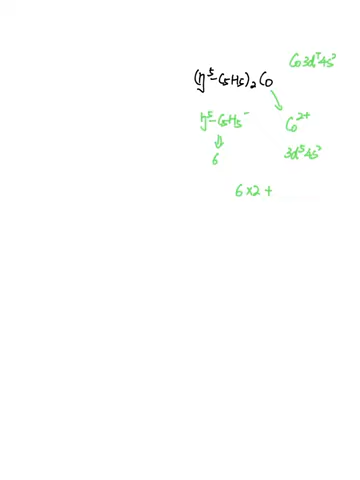 Co 3d⁷4s²
(η⁵-C₅H₅)₂Co
η⁵-C₅H₅⁻ Co²⁺
⇓
6 3d⁵4s²
6×2+